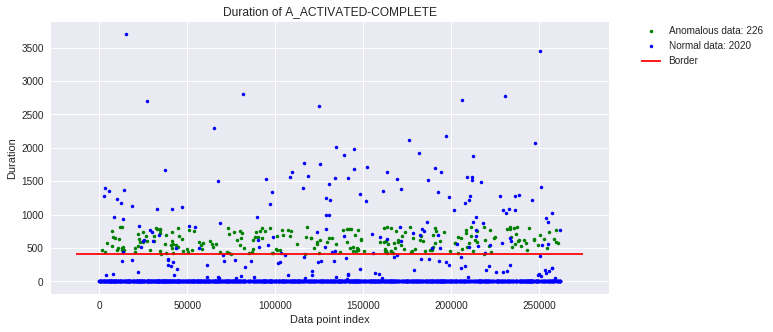 Duration of A_ACTIVATED-COMPLETE
Anomalous data: 226
Normal data: 2020
Border
3500
3000
2500
2000
1500
1000
500
0
Duration
0
50000
100000
150000
200000
250000
Data point index